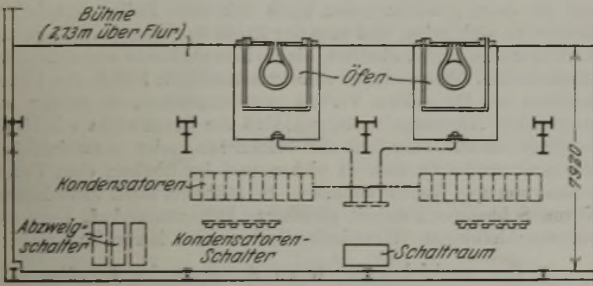 Bühne
(2,13m über Flur)
Öfen
Kondensatoren
Abzweig-
schalter
Kondensatoren-
Schalter
Schaltraum
7920